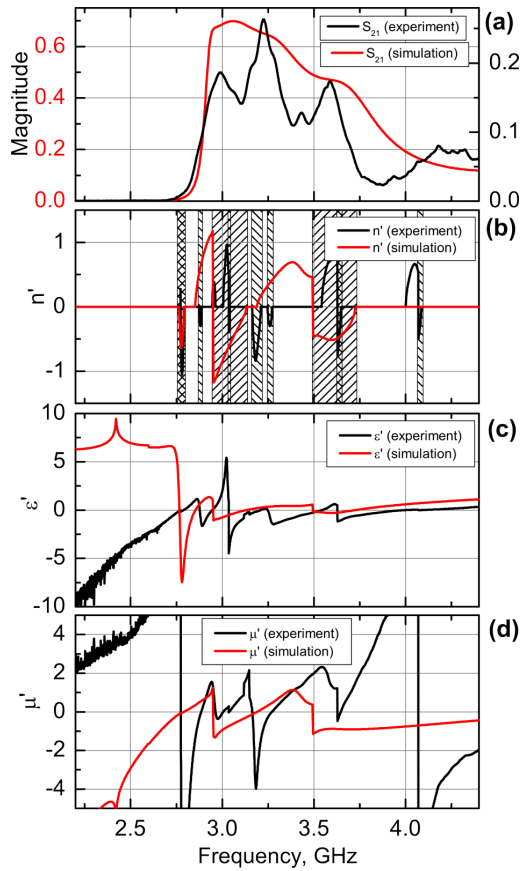 (a)
S₂₁ (experiment)
S₂₁ (simulation)
Magnitude
0.6
0.4
0.2
0.0
0.2
0.1
0.0
(b)
n' (experiment)
n' (simulation)
n'
1
0
-1
(c)
ε' (experiment)
ε' (simulation)
ε'
10
5
0
-5
-10
(d)
μ' (experiment)
μ' (simulation)
μ'
4
2
0
-2
-4
2.5
3.0
3.5
4.0
Frequency, GHz